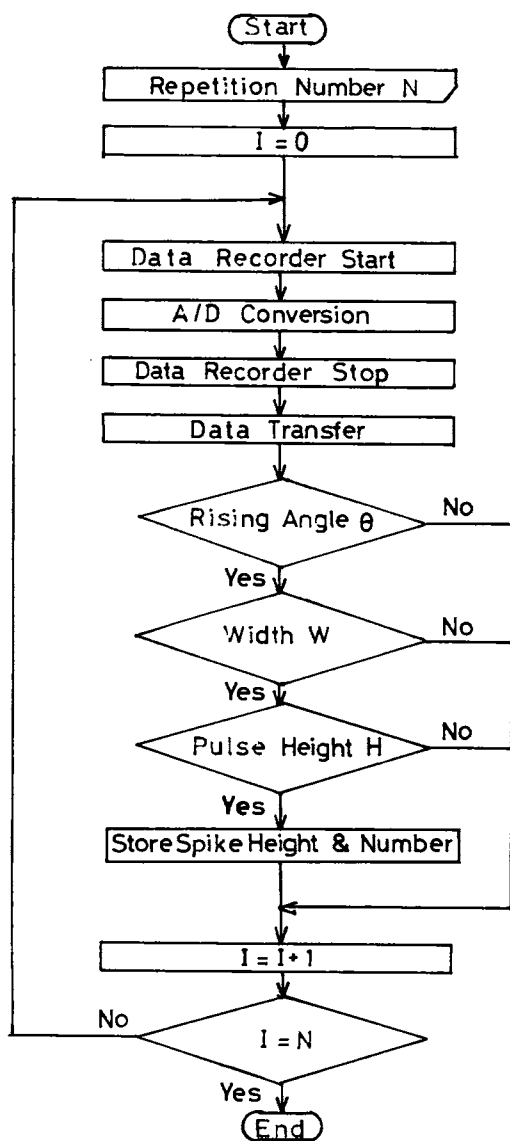 Start
Repetition Number N
I = 0
Data Recorder Start
A/D Conversion
Data Recorder Stop
Data Transfer
Rising Angle θ
No
Yes
Width W
No
Yes
Pulse Height H
No
Yes
Store Spike Height & Number
I = I + 1
I = N
No
Yes
End